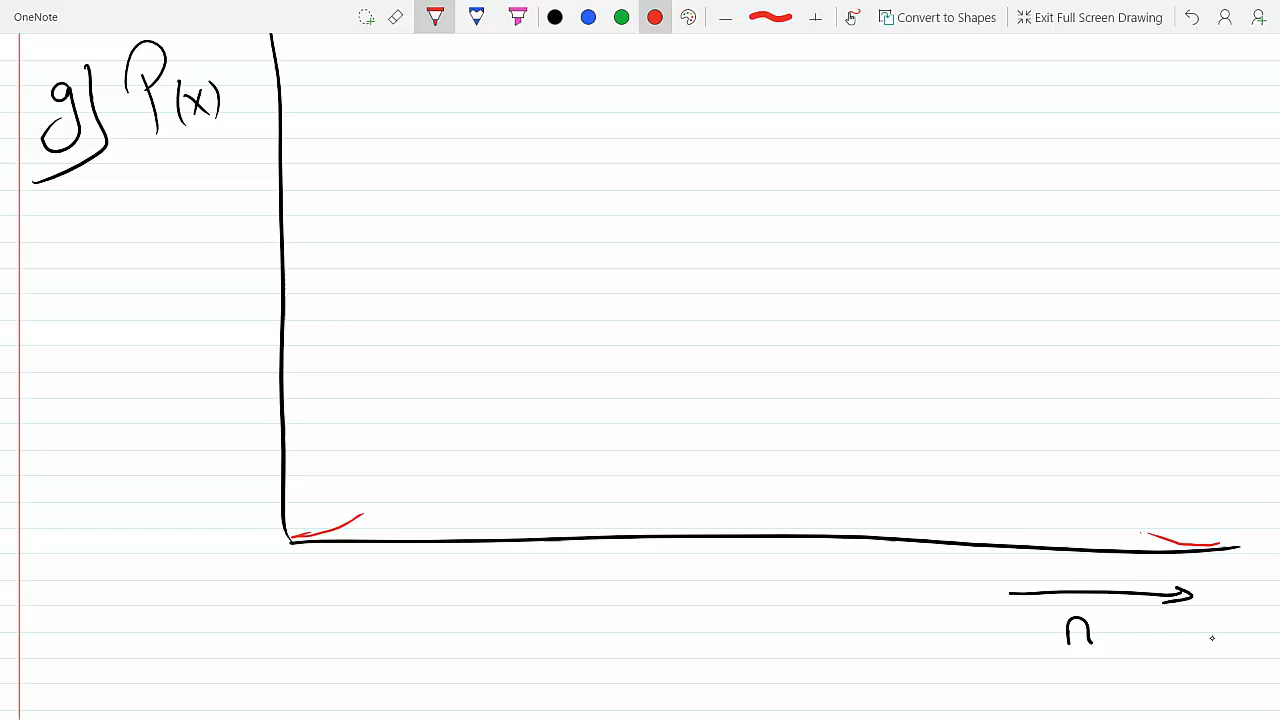 OneNote
Convert to Shapes
Exit Full Screen Drawing
g) P(x)
n